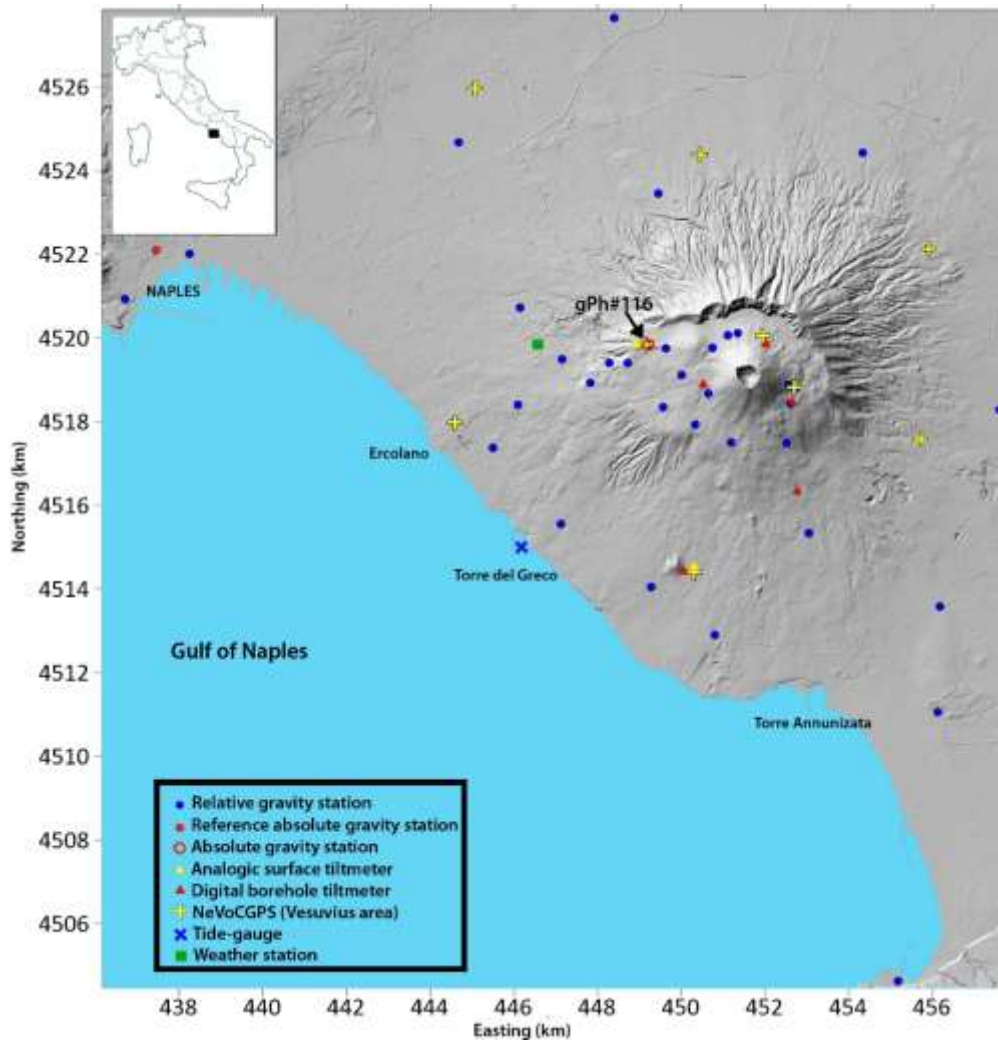 4526
4524
4522
4520
4518
4516
4514
4512
4510
4508
4506
Northing (km)
NAPLES
gPh#116
Ercolano
Torre del Greco
Gulf of Naples
Torre Annunizata
Relative gravity station
Reference absolute gravity station
Absolute gravity station
Analogic surface tiltmeter
Digital borehole tiltmeter
NeVoCGPS (Vesuvius area)
Tide-gauge
Weather station
438 440 442 444 446 448 450 452 454 456
Easting (km)